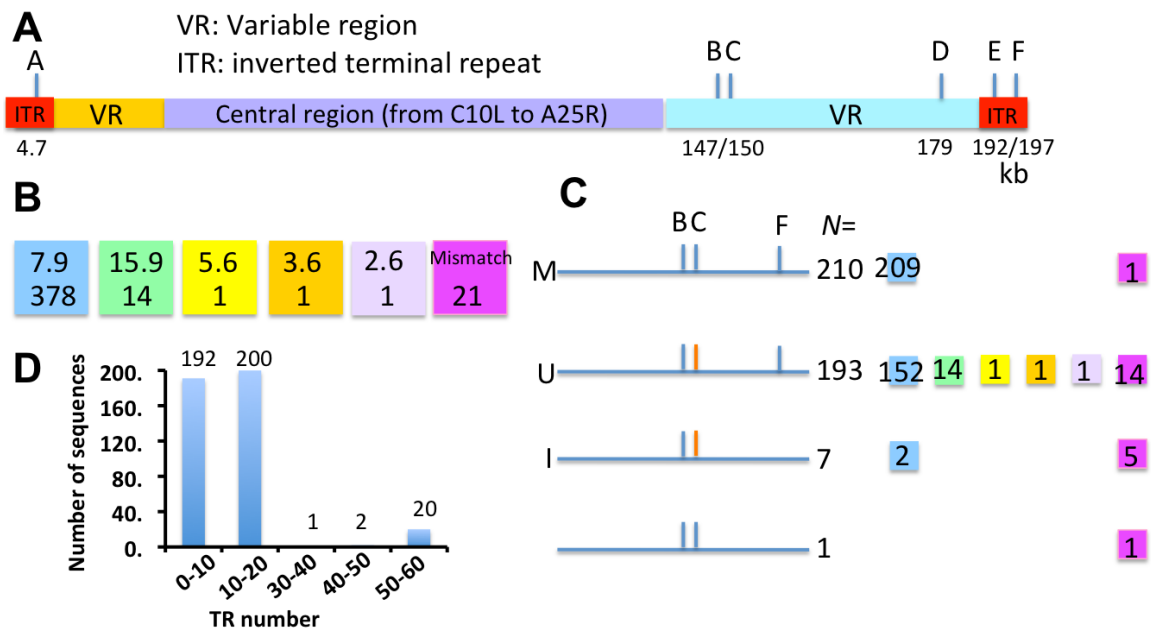 A
VR: Variable region
ITR: inverted terminal repeat
A
B C
D
E F
ITR
VR
Central region (from C10L to A25R)
VR
ITR
4.7
147/150
179
192/197
kb
B
7.9
378
15.9
14
5.6
1
3.6
1
2.6
1
Mismatch
21
C
B C
F
N=
M
210
209
1
U
193
152
14
1
1
1
14
I
7
2
5
1
1
D
Number of sequences
200.
160.
120.
80.
40.
0.
192
200
1
2
20
0-10
10-20
30-40
40-50
50-60
TR number